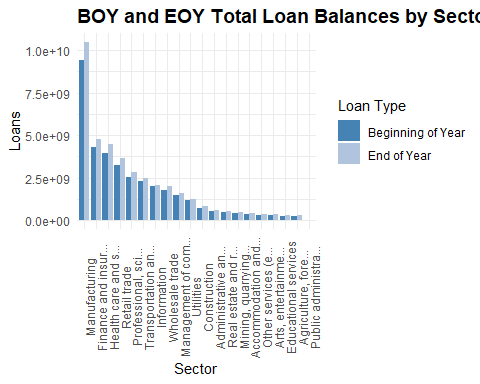 BOY and EOY Total Loan Balances by Secto
1.0e+10
7.5e+09
5.0e+09
2.5e+09
0.0e+00
Loans
Manufacturing
Finance and insur...
Health care and s...
Retail trade
Professional, sci...
Transportation an...
Information
Wholesale trade
Management of com...
Utilities
Construction
Administrative an...
Real estate and r...
Mining, quarrying...
Accommodation and...
Other services (e...
Arts, entertainme...
Educational services
Agriculture, fore...
Public administra...
Sector
Loan Type
Beginning of Year
End of Year